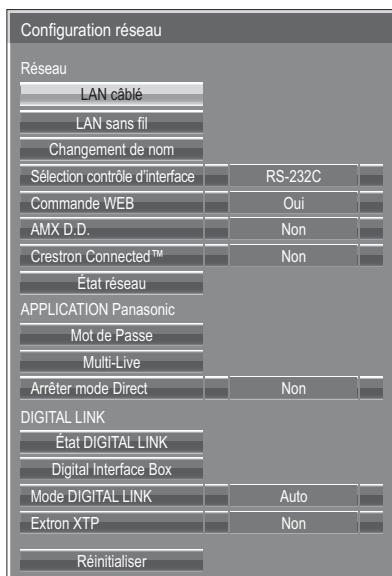 Configuration réseau
Réseau
LAN câblé
LAN sans fil
Changement de nom
Sélection contrôle d'interface RS-232C
Commande WEB Oui
AMX D.D. Non
Crestron Connected™ Non
État réseau
APPLICATION Panasonic
Mot de Passe
Multi-Live
Arrêter mode Direct Non
DIGITAL LINK
État DIGITAL LINK
Digital Interface Box
Mode DIGITAL LINK Auto
Extron XTP Non
Réinitialiser